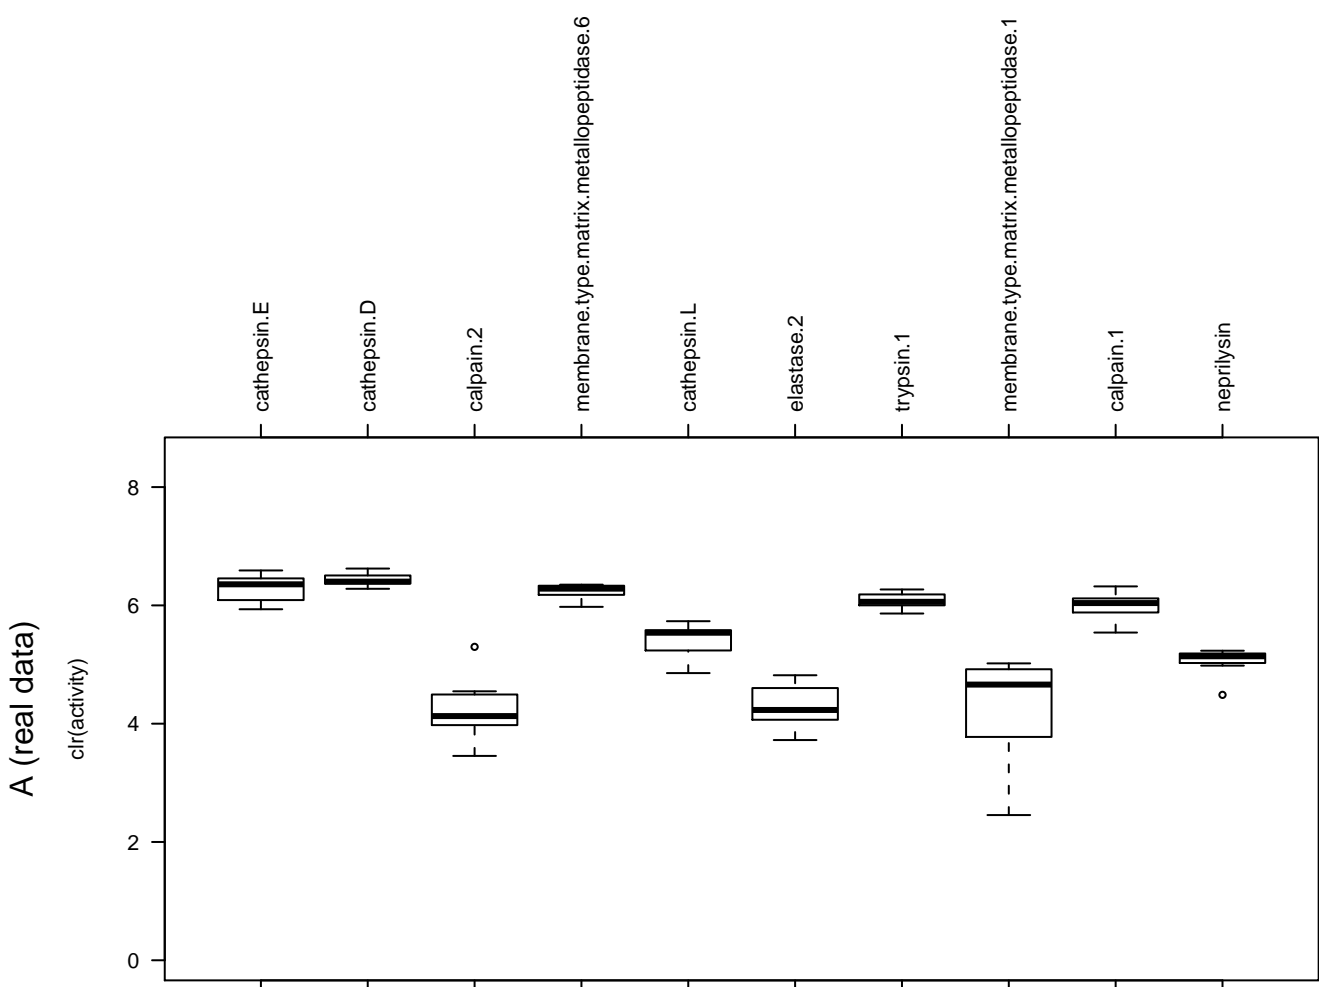 cathepsin.E
cathepsin.D
calpain.2
membrane.type.matrix.metallopeptidase.6
cathepsin.L
elastase.2
trypsin.1
membrane.type.matrix.metallopeptidase.1
calpain.1
neprilysin
A (real data)
clr(activity)
8
6
4
2
0